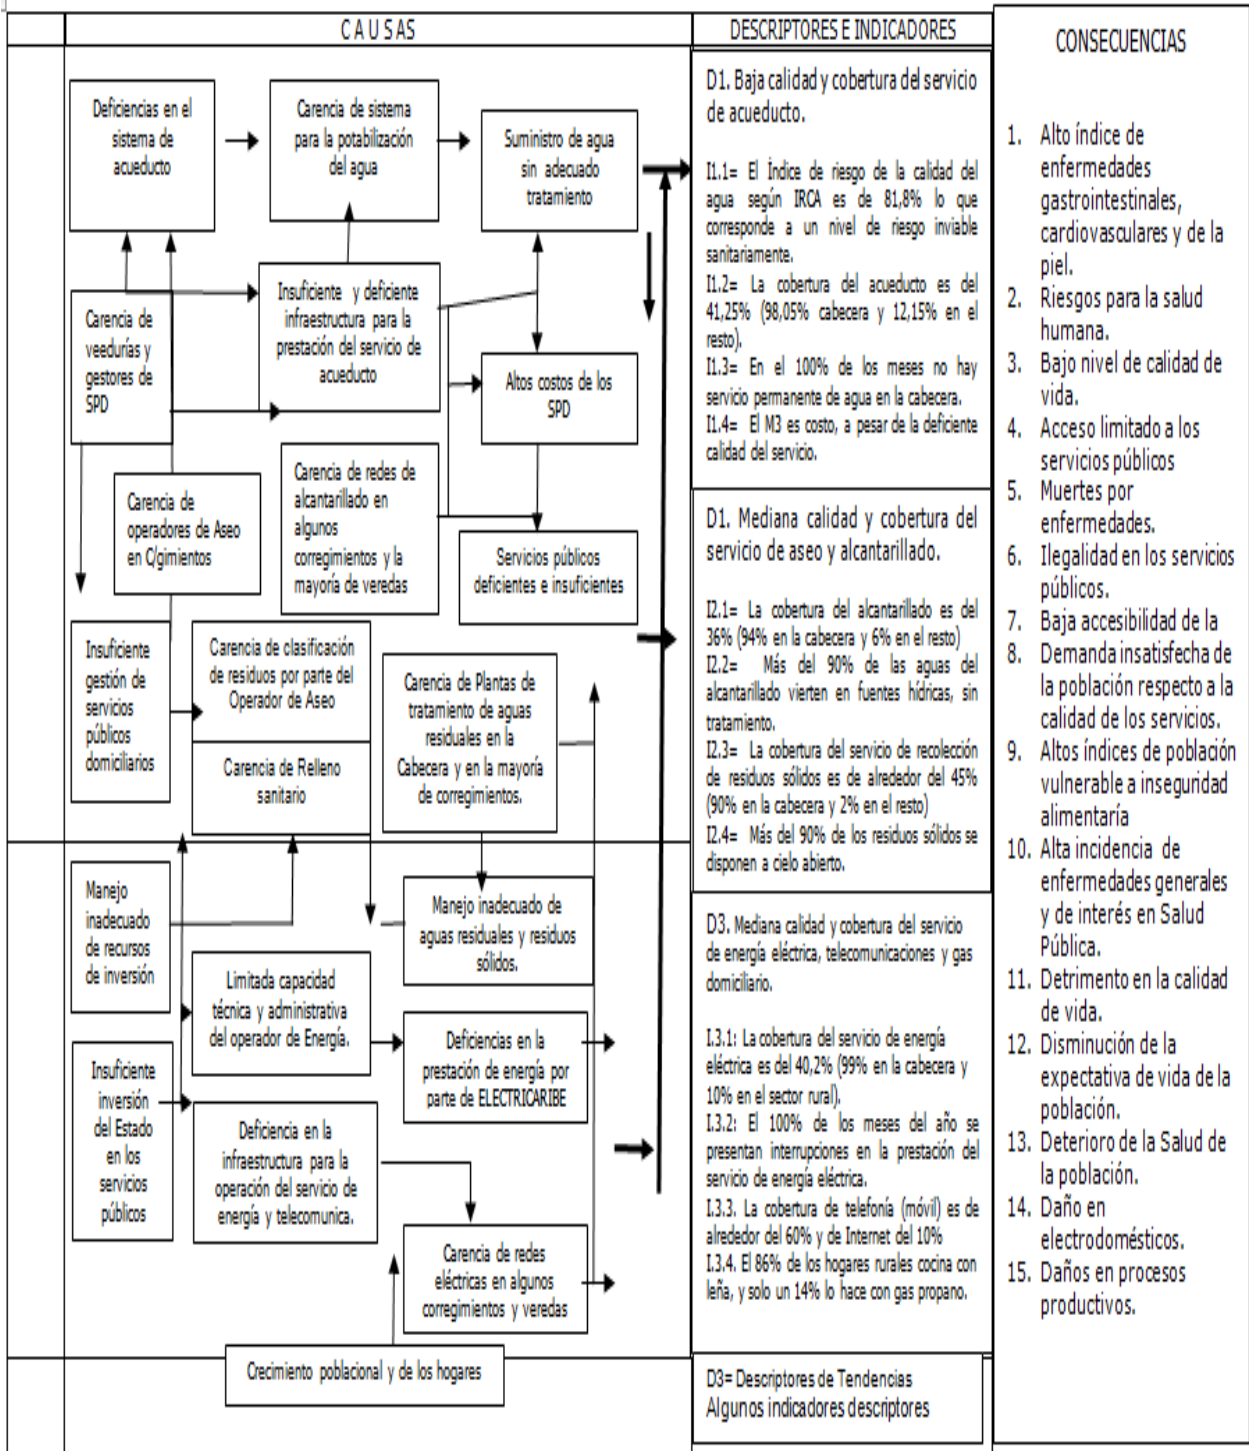 C A U S AS
DESCRIPTORES E INDICADORES
CONSECUENCIAS
Deficiencias en el
sistema de
acueducto
Carencia de sistema
para la potabilización
del agua
Suministro de agua
sin adecuado
tratamiento
Carencia de
veedurías y
gestores de
SPD
Insuficiente y deficiente
infraestructura para la
prestación del servicio de
acueducto
Altos costos de los
SPD
Carencia de
operadores de Aseo
en C/gimientos
Carencia de redes de
alcantarillado en
algunos
corregimientos y la
mayoría de veredas
Servicios públicos
deficientes e insuficientes
Insuficiente
gestión de
servicios
públicos
domiciliarios
Carencia de clasificación
de residuos por parte del
Operador de Aseo
Carencia de Relleno
sanitario
Carencia de Plantas de
tratamiento de aguas
residuales en la
Cabecera y en la mayoría
de corregimientos.
Manejo
inadecuado
de recursos
de inversión
Manejo inadecuado de
aguas residuales y residuos
sólidos.
Limitada capacidad
técnica y administrativa
del operador de Energía.
Deficiencias en la
prestación de energía por
parte de ELECTRICARIBE
Insuficiente
inversión
del Estado
en los
servicios
públicos
Deficiencia en la
infraestructura para la
operación del servicio de
energía y telecomunica.
Carencia de redes
eléctricas en algunos
corregimientos y veredas
Crecimiento poblacional y de los hogares
D1. Baja calidad y cobertura del servicio
de acueducto.
I1.1= El Índice de riesgo de la calidad del
agua según IRCA es de 81,8% lo que
corresponde a un nivel de riesgo inviable
sanitariamente.
I1.2= La cobertura del acueducto es del
41,25% (98,05% cabecera y 12,15% en el
resto).
I1.3= En el 100% de los meses no hay
servicio permanente de agua en la cabecera.
I1.4= El M3 es costo, a pesar de la deficiente
calidad del servicio.
D1. Mediana calidad y cobertura del
servicio de aseo y alcantarillado.
I2.1= La cobertura del alcantarillado es del
36% (94% en la cabecera y 6% en el resto)
I2.2= Más del 90% de las aguas del
alcantarillado vierten en fuentes hídricas, sin
tratamiento.
I2.3= La cobertura del servicio de recolección
de residuos sólidos es de alrededor del 45%
(90% en la cabecera y 2% en el resto)
I2.4= Más del 90% de los residuos sólidos se
disponen a cielo abierto.
D3. Mediana calidad y cobertura del servicio
de energía eléctrica, telecomunicaciones y gas
domiciliario.
I.3.1: La cobertura del servicio de energía
eléctrica es del 40,2% (99% en la cabecera y
10% en el sector rural).
I.3.2: El 100% de los meses del año se
presentan interrupciones en la prestación del
servicio de energía eléctrica.
I.3.3. La cobertura de telefonía (móvil) es de
alrededor del 60% y de Internet del 10%
I.3.4. El 86% de los hogares rurales cocina con
leña, y solo un 14% lo hace con gas propano.
D3= Descriptores de Tendencias
Algunos indicadores descriptores
1. Alto índice de
enfermedades
gastrointestinales,
cardiovasculares y de la
piel.
2. Riesgos para la salud
humana.
3. Bajo nivel de calidad de
vida.
4. Acceso limitado a los
servicios públicos
5. Muertes por
enfermedades.
6. Ilegalidad en los servicios
públicos.
7. Baja accesibilidad de la
8. Demanda insatisfecha de
la población respecto a la
calidad de los servicios.
9. Altos índices de población
vulnerable a inseguridad
alimentaría
10. Alta incidencia de
enfermedades generales
y de interés en Salud
Pública.
11. Detrimento en la calidad
de vida.
12. Disminución de la
expectativa de vida de la
población.
13. Deterioro de la Salud de
la población.
14. Daño en
electrodomésticos.
15. Daños en procesos
productivos.